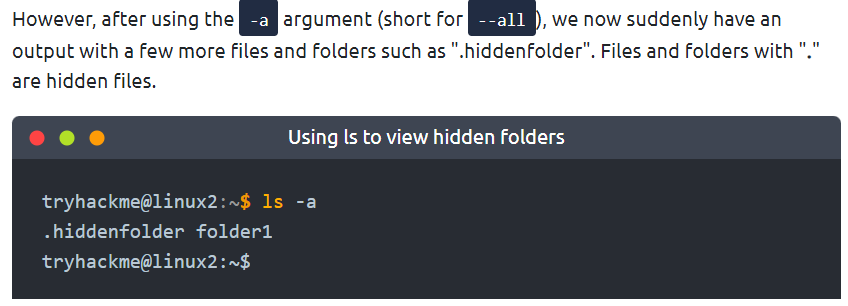 However, after using the -a argument (short for --all), we now suddenly have an
output with a few more files and folders such as ".hiddenfolder". Files and folders with "."
are hidden files.
Using ls to view hidden folders
tryhackme@linux2:~$ ls -a
.hiddenfolder folder1
tryhackme@linux2:~$